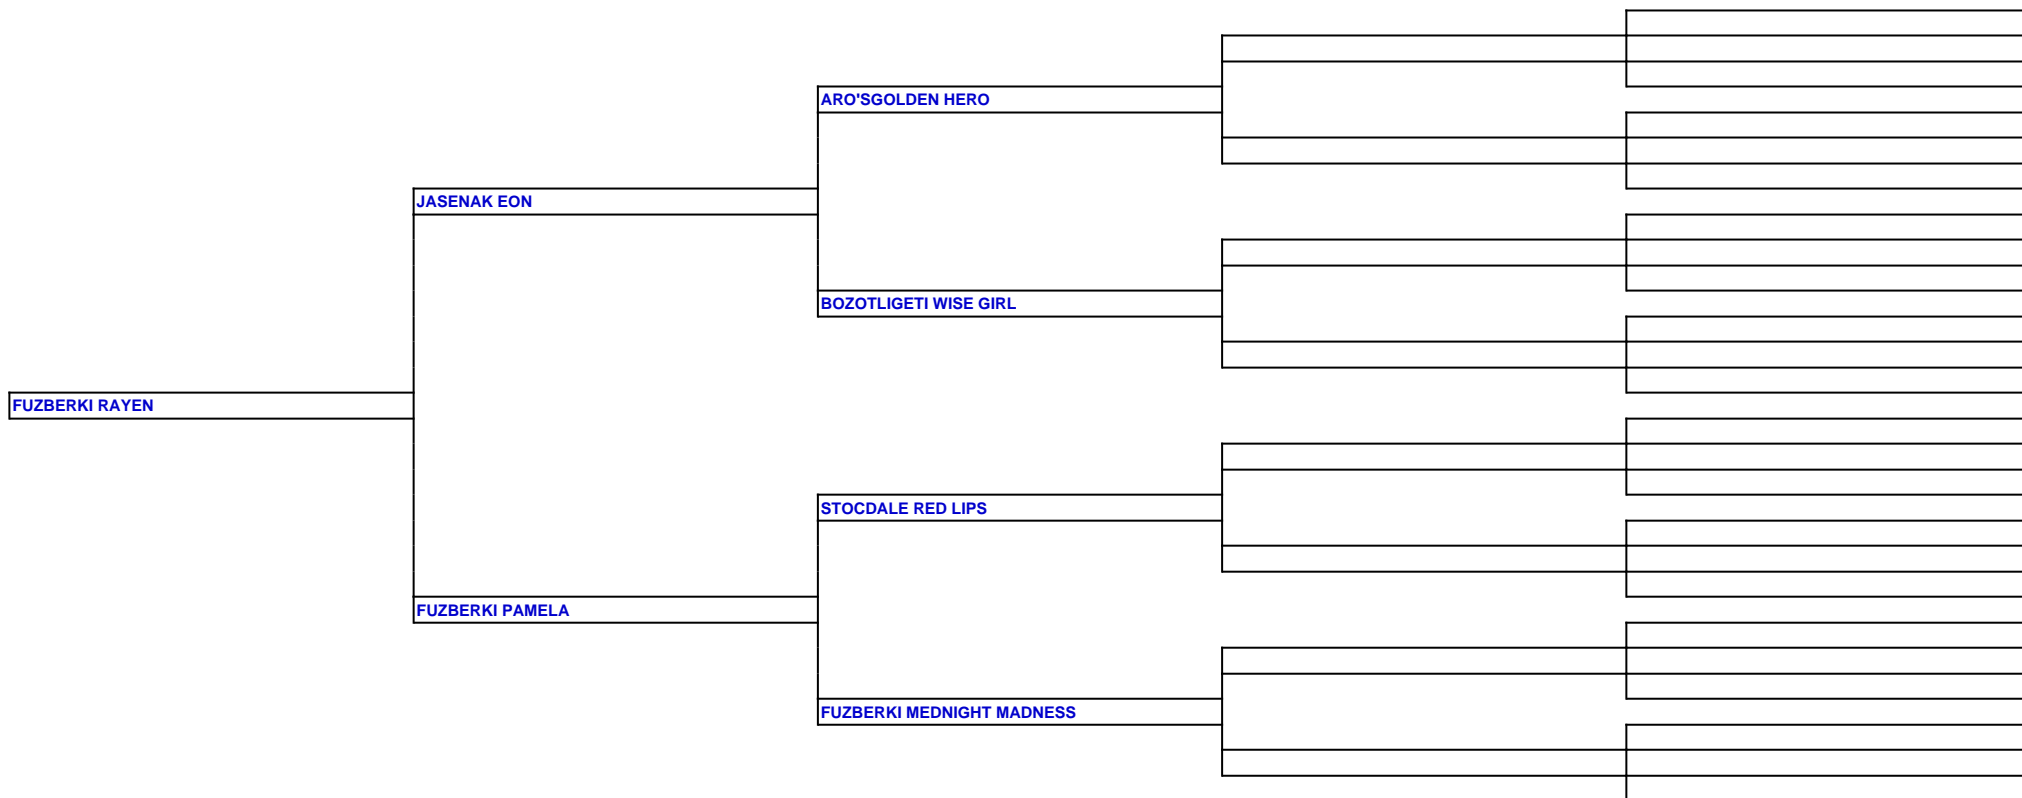 ARO'SGOLDEN HERO
JASENAK EON
BOZOTLIGETI WISE GIRL
FUZBERKI RAYEN
STOCDALE RED LIPS
FUZBERKI PAMELA
FUZBERKI MEDNIGHT MADNESS